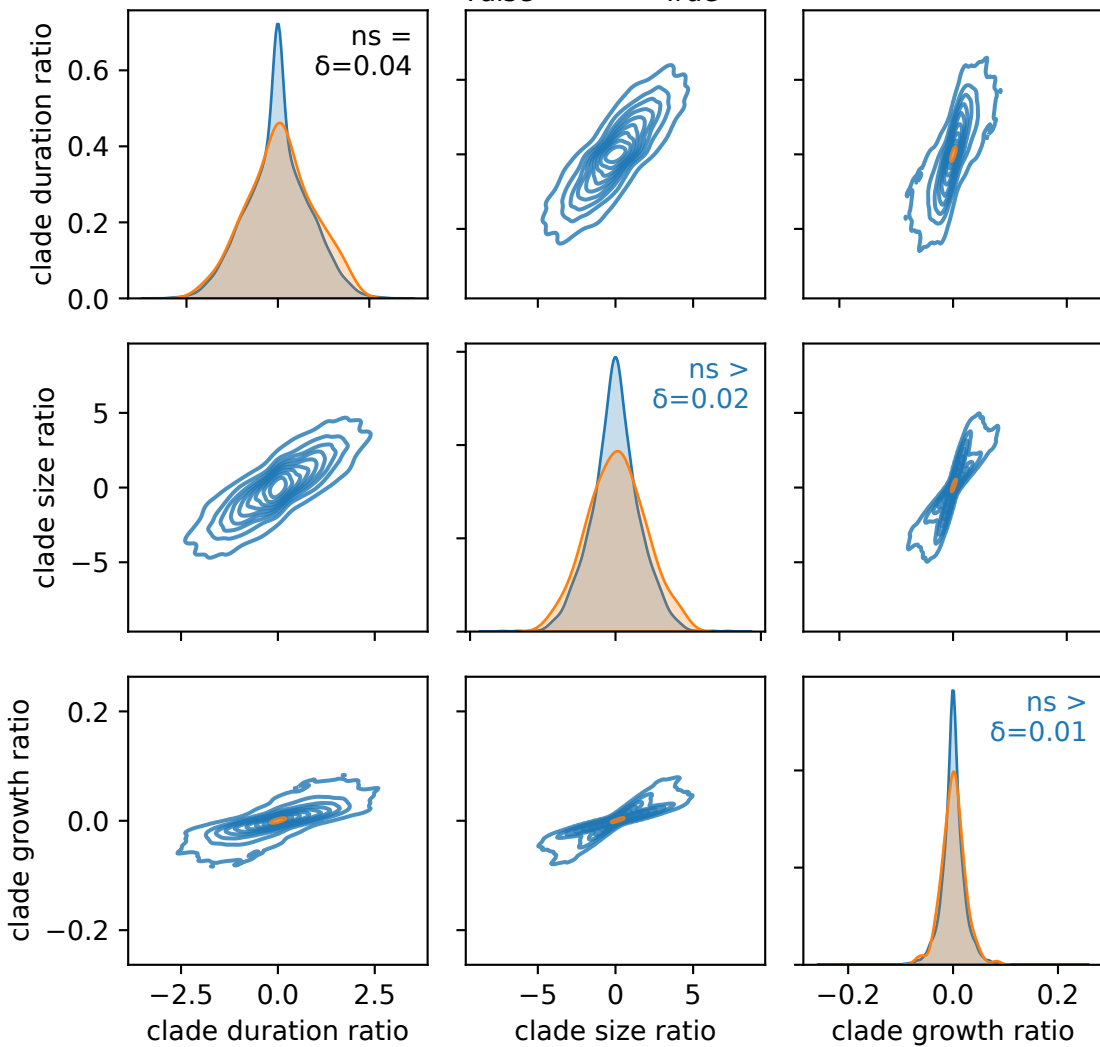 False True
clade duration ratio
0.6
0.4
0.2
0.0
ns =
δ=0.04
clade size ratio
5
0
−5
ns >
δ=0.02
clade growth ratio
0.2
0.0
−0.2
ns >
δ=0.01
−2.5 0.0 2.5
−5 0 5
−0.2 0.0 0.2
clade duration ratio
clade size ratio
clade growth ratio